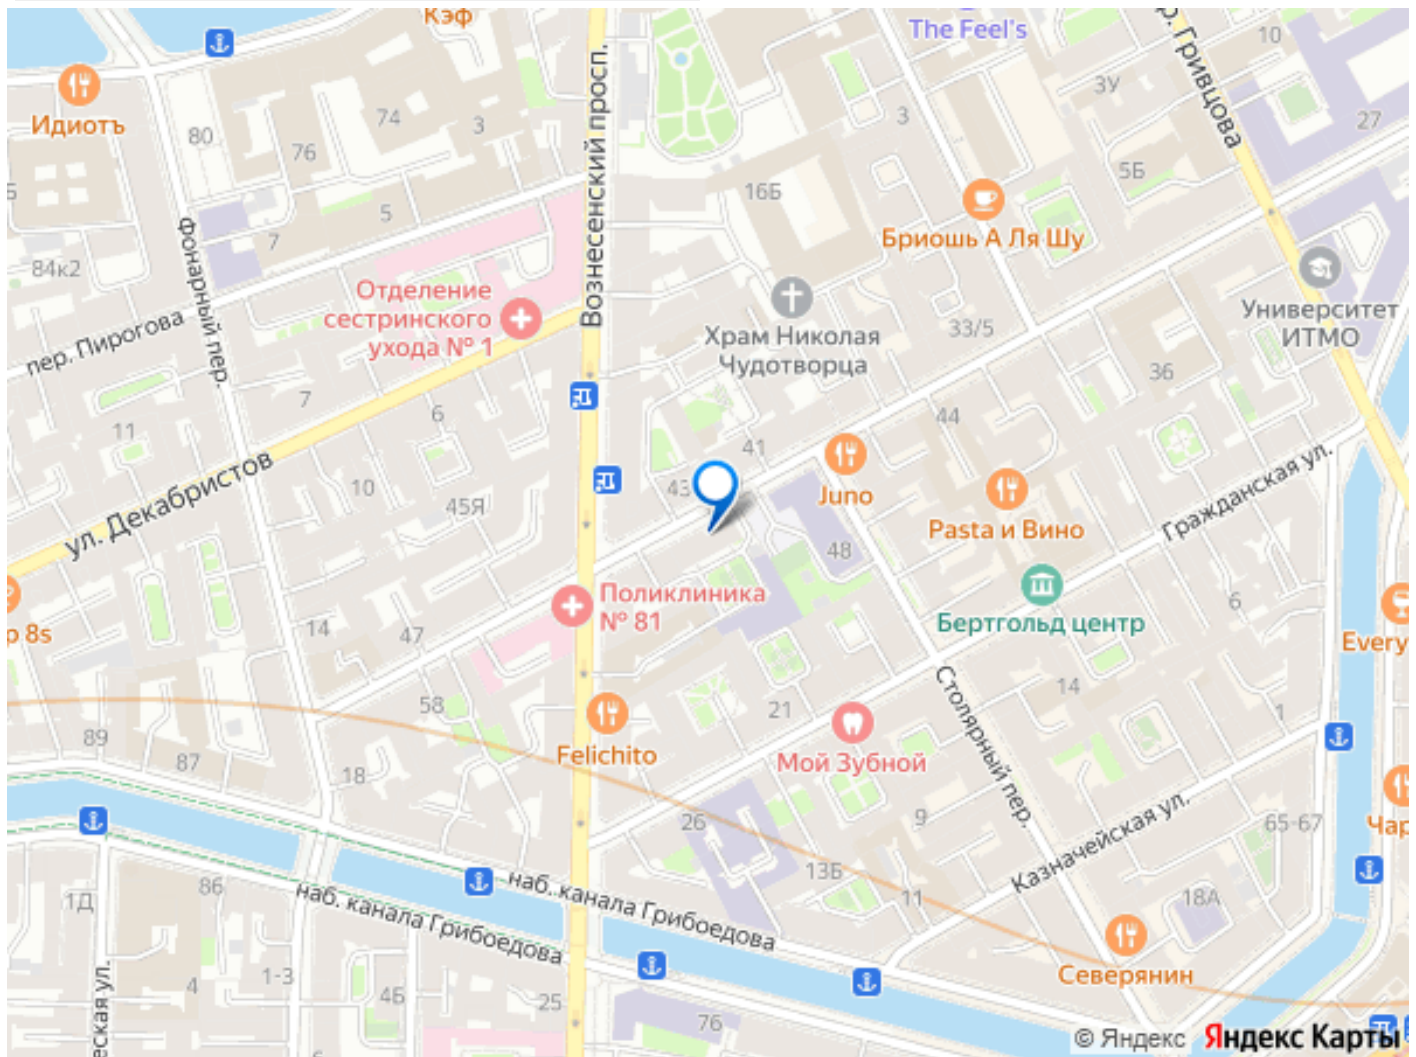 Кэф
The Feel's
р. Гривцова
10
3У
27
Идиотъ
80
74
3
76
Вознесенский просп.
3
5Б
16Б
Бриошь А Ля Шу
5
7
Фонарный пер.
84к2
5
Отделение
сестринского
ухода № 1
Храм Николая
Чудотворца
Университет
ИТМО
33/5
36
пер. Пирогова
7
6
11
44
41
43
Juno
Pasta и Вино
Гражданская ул.
ул. Декабристов
10
45Я
48
Поликлиника
№ 81
Бертгольд центр
6
р 8s
Every
14
47
58
14
21
1
Столярный пер.
Felichito
Мой Зубной
89
87
18
26
9
Казначейская ул.
65-67
Чар
13Б
11
18А
86
1Д
наб. канала Грибоедова
наб. канала Грибоедова
Северянин
1-3
4
4Б
25
76
еская ул.
© Яндекс Яндекс Карты